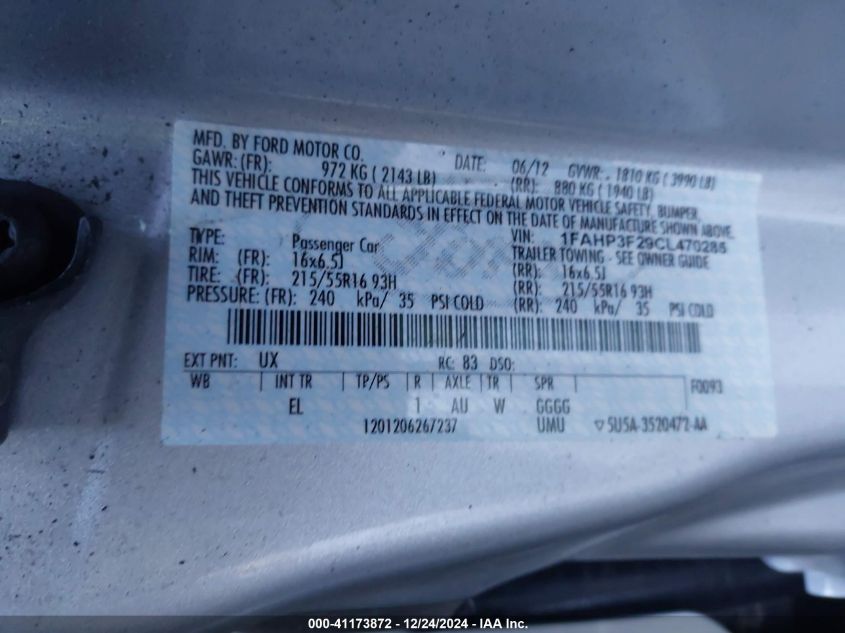 MFD. BY FORD MOTOR CO. DATE: 06/12 GVWR: 1810 KG ( 3990 LB)
GAWR: (FR): 972 KG ( 2143 LB) (RR): 880 KG ( 1940 LB)
THIS VEHICLE CONFORMS TO ALL APPLICABLE FEDERAL MOTOR VEHICLE SAFETY, BUMPER,
AND THEFT PREVENTION STANDARDS IN EFFECT ON THE DATE OF MANUFACTURE SHOWN ABOVE.
VIN: 1FAHP3F29CL470285
TYPE: Passenger Car TRAILER TOWING - SEE OWNER GUIDE
RIM: (FR): 16x6.5J (RR): 16x6.5J
TIRE: (FR): 215/55R16 93H (RR): 215/55R16 93H
PRESSURE: (FR): 240 kPa/ 35 PSI COLD (RR): 240 kPa/ 35 PSI COLD
EXT PNT: UX RC: 83 DSO:
WB INT TR TP/PS R AXLE TR SPR F0093
EL 1 AU W GGGG
1201206267237 UMU ▽5U5A-3520472-AA
000-41173872 - 12/24/2024 - IAA Inc.